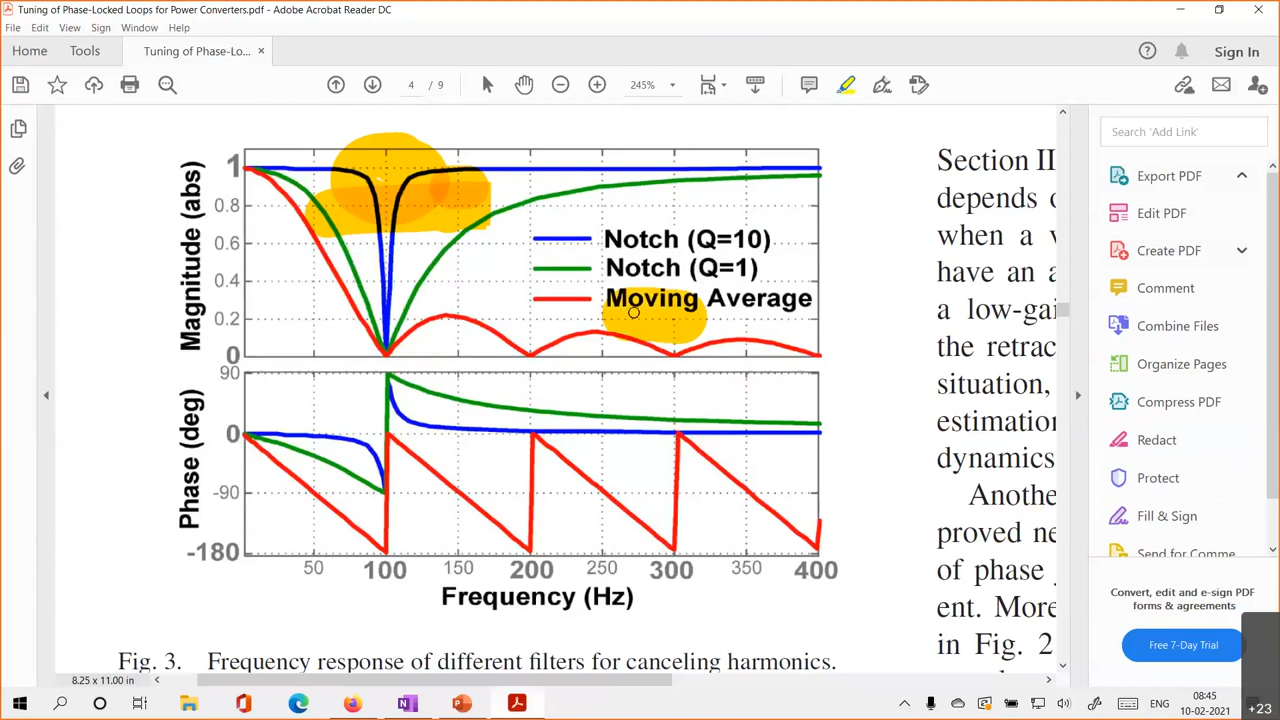 Tuning of Phase-Locked Loops for Power Converters.pdf - Adobe Acrobat Reader DC
File Edit View Sign Window Help
Home Tools Tuning of Phase-Lo... × Sign In
4 / 9 245%
Magnitude (abs)
1
0.8
0.6
0.4
0.2
0
Notch (Q=10)
Notch (Q=1)
Moving Average
Phase (deg)
90
0
-90
-180
50 100 150 200 250 300 350 400
Frequency (Hz)
Fig. 3. Frequency response of different filters for canceling harmonics.
Section II
depends
when a
have an
a low-gai
the retrac
situation,
estimation
dynamics
Anothe
proved ne
of phase
ent. More
in Fig. 2
8.25 x 11.00 in
Search 'Add Link'
Export PDF
Edit PDF
Create PDF
Comment
Combine Files
Organize Pages
Compress PDF
Redact
Protect
Fill & Sign
Send for Comme
Convert, edit and e-sign PDF
forms & agreements
Free 7-Day Trial
ENG
08:45
10-02-2021
+23